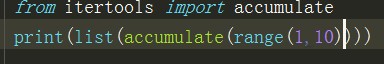 from itertools import accumulate
print(list(accumulate(range(1,10))))